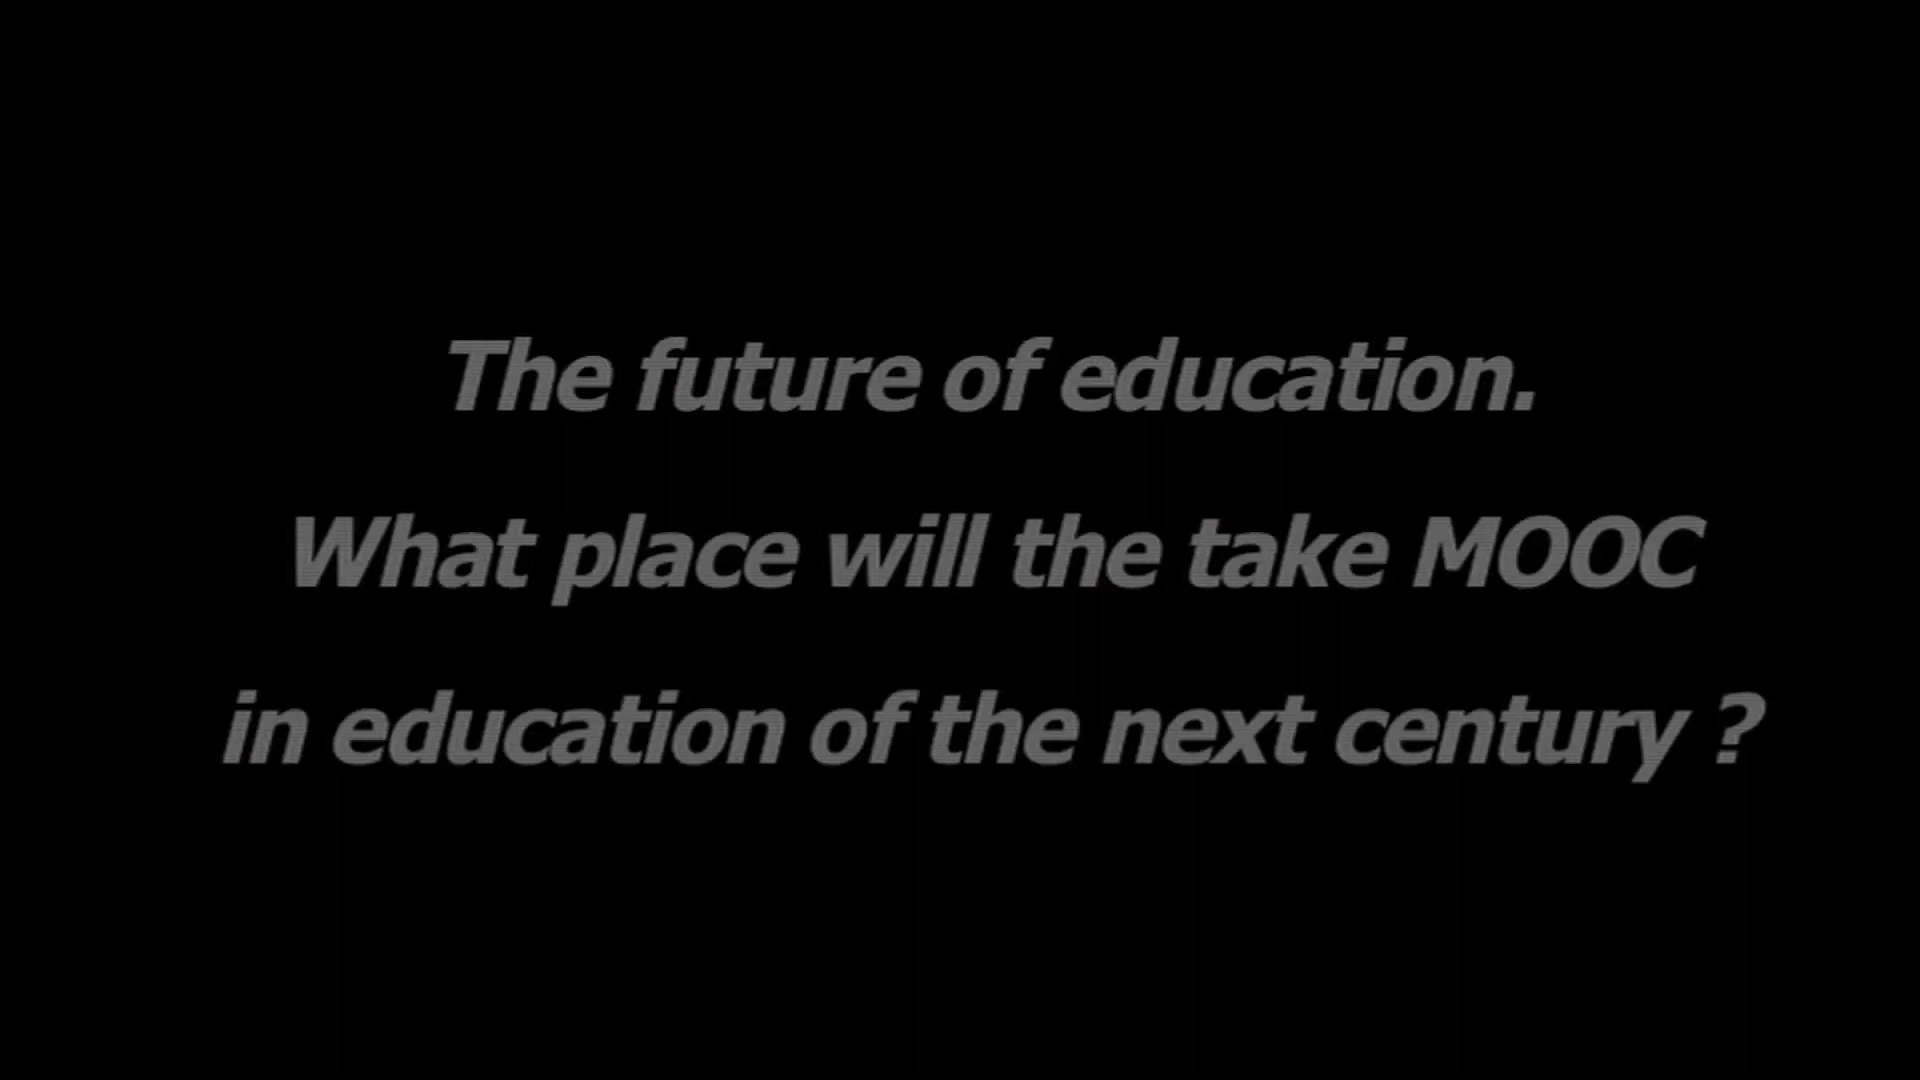 The future of education.
What place will the take MOOC
in education of the next century ?